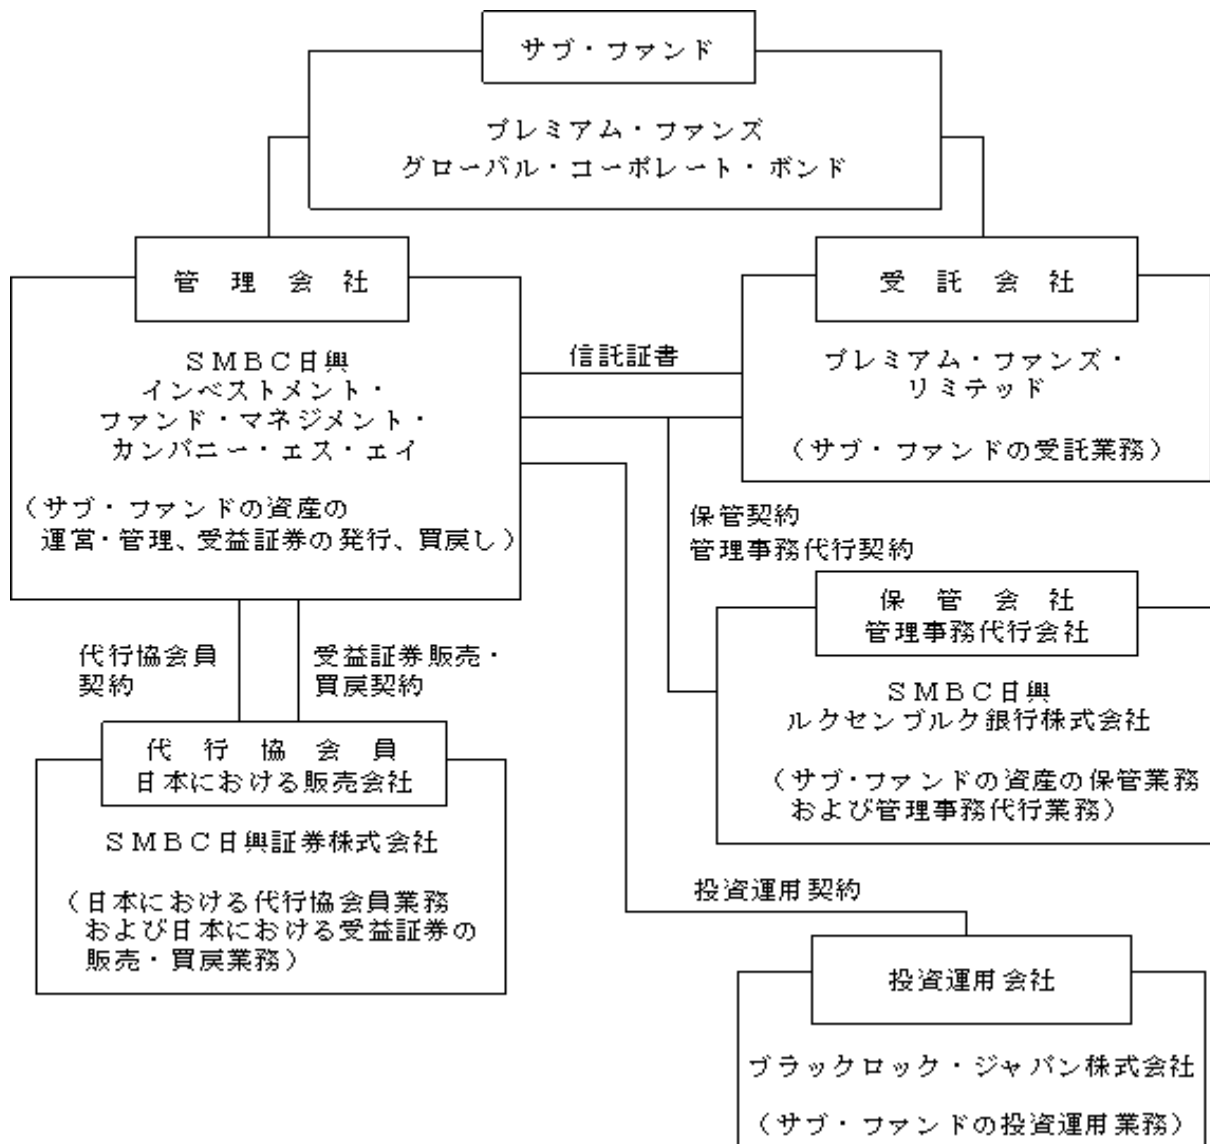 サブ・ファンド
プレミアム・ファンズ
グローバル・コーポレート・ボンド
管　理　会　社
SMBC日興
インベストメント・
ファンド・マネジメント・
カンパニー・エス・エイ
（サブ・ファンドの資産の
運営・管理、受益証券の発行、買戻し）
信託証書
受　託　会　社
プレミアム・ファンズ・
リミテッド
（サブ・ファンドの受託業務）
保管契約
管理事務代行契約
保　管　会　社
管理事務代行会社
SMBC日興
ルクセンブルク銀行株式会社
（サブ・ファンドの資産の保管業務
および管理事務代行業務）
代行協会員
契約
受益証券販売・
買戻契約
代　行　協　会　員
日本における販売会社
SMBC日興証券株式会社
（日本における代行協会員業務
および日本における受益証券の
販売・買戻業務）
投資運用契約
投資運用会社
ブラックロック・ジャパン株式会社
（サブ・ファンドの投資運用業務）